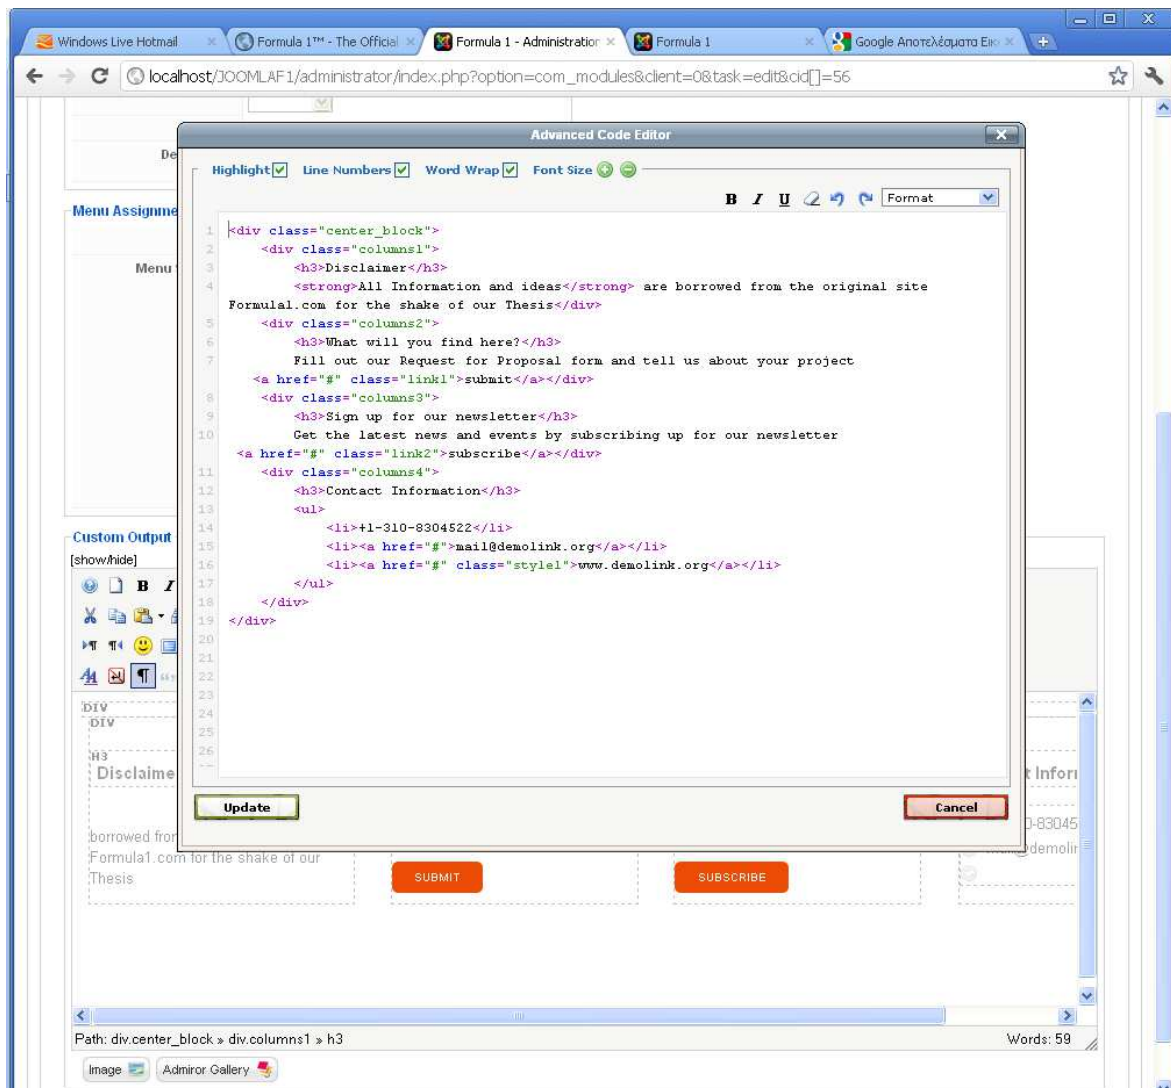 Windows Live Hotmail
Formula 1™ - The Official
Formula 1 - Administration
Formula 1
Google Αποτελέσματα Εικ
localhost/JOOMLAF1/administrator/index.php?option=com_modules&client=0&task=edit&cid[]=56
Advanced Code Editor
De
Highlight Line Numbers Word Wrap Font Size
Menu Assignme
B I U Format
Menu
1 <div class="center_block">
2 <div class="columns1">
3 <h3>Disclaimer</h3>
4 <strong>All Information and ideas</strong> are borrowed from the original site
Formula1.com for the shake of our Thesis</div>
5 <div class="columns2">
6 <h3>What will you find here?</h3>
7 Fill out our Request for Proposal form and tell us about your project
<a href="#" class="link1">submit</a></div>
8 <div class="columns3">
9 <h3>Sign up for our newsletter</h3>
10 Get the latest news and events by subscribing up for our newsletter
<a href="#" class="link2">subscribe</a></div>
11 <div class="columns4">
12 <h3>Contact Information</h3>
13 <ul>
14 <li>+1-310-8304522</li>
15 <li><a href="#">mail@demolink.org</a></li>
16 <li><a href="#" class="style1">www.demolink.org</a></li>
17 </ul>
18 </div>
19 </div>
20
21
22
23
24
25
26
Custom Output
[show/hide]
B I
DIV
DIV
H3
Disclaime
t Infor
Update
Cancel
0-83045
borrowed fro
@demolin
Formula1.com for the shake of our
Thesis
SUBMIT
SUBSCRIBE
Path: div.center_block » div.columns1 » h3
Words: 59
Image
Admiror Gallery